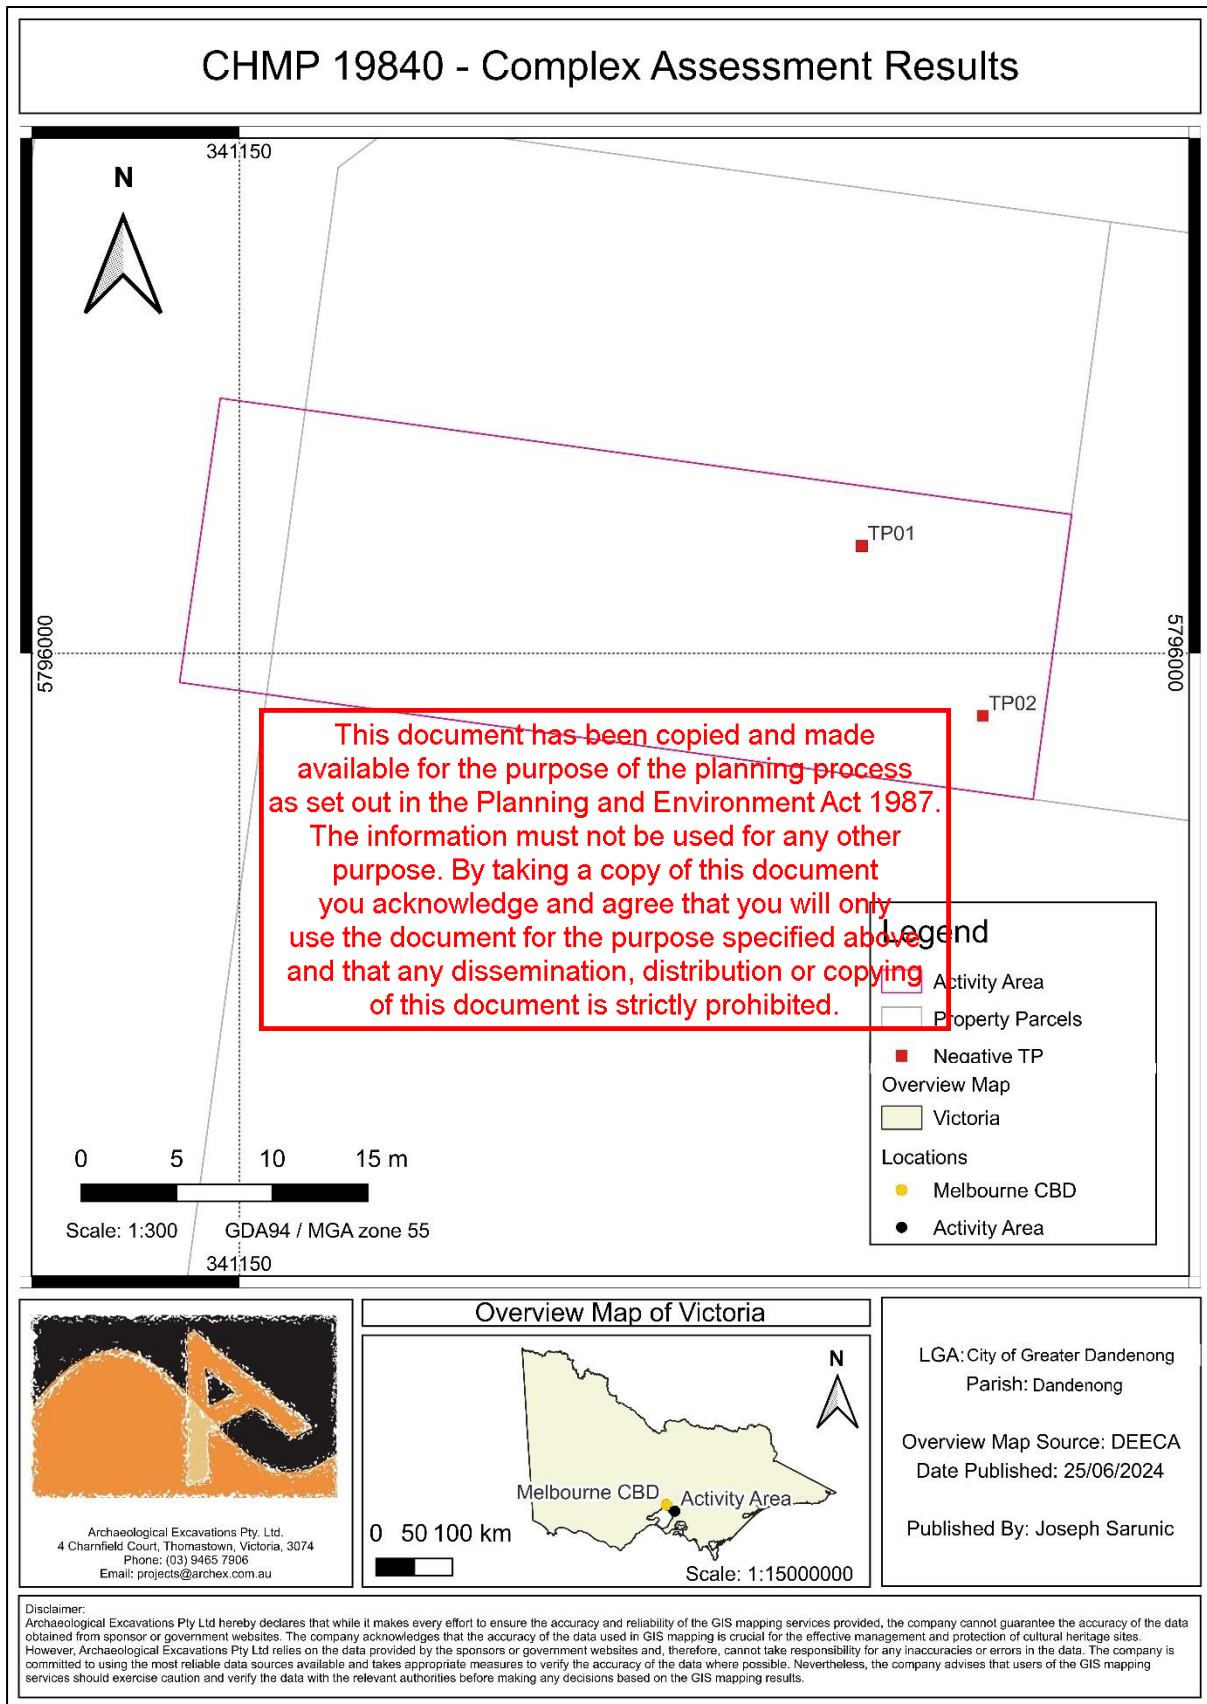 CHMP 19840 - Complex Assessment Results
341150
N
TP01
5796000
5796000
TP02
This document has been copied and made
available for the purpose of the planning process
as set out in the Planning and Environment Act 1987.
The information must not be used for any other
purpose. By taking a copy of this document
you acknowledge and agree that you will only
use the document for the purpose specified above
and that any dissemination, distribution or copying
of this document is strictly prohibited.
Legend
Activity Area
Property Parcels
Negative TP
Overview Map
Victoria
Locations
Melbourne CBD
Activity Area
0 5 10 15 m
Scale: 1:300 GDA94 / MGA zone 55
341150
Archaeological Excavations Pty. Ltd.
4 Charnfield Court, Thomastown, Victoria, 3074
Phone: (03) 9465 7906
Email: projects@archex.com.au
Overview Map of Victoria
N
Melbourne CBD
Activity Area
0 50 100 km
Scale: 1:15000000
LGA: City of Greater Dandenong
Parish: Dandenong
Overview Map Source: DEECA
Date Published: 25/06/2024
Published By: Joseph Sarunic
Disclaimer:
Archaeological Excavations Pty Ltd hereby declares that while it makes every effort to ensure the accuracy and reliability of the GIS mapping services provided, the company cannot guarantee the accuracy of the data
obtained from sponsor or government websites. The company acknowledges that the accuracy of the data used in GIS mapping is crucial for the effective management and protection of cultural heritage sites.
However, Archaeological Excavations Pty Ltd relies on the data provided by the sponsors or government websites and, therefore, cannot take responsibility for any inaccuracies or errors in the data. The company is
committed to using the most reliable data sources available and takes appropriate measures to verify the accuracy of the data where possible. Nevertheless, the company advises that users of the GIS mapping
services should exercise caution and verify the data with the relevant authorities before making any decisions based on the GIS mapping results.